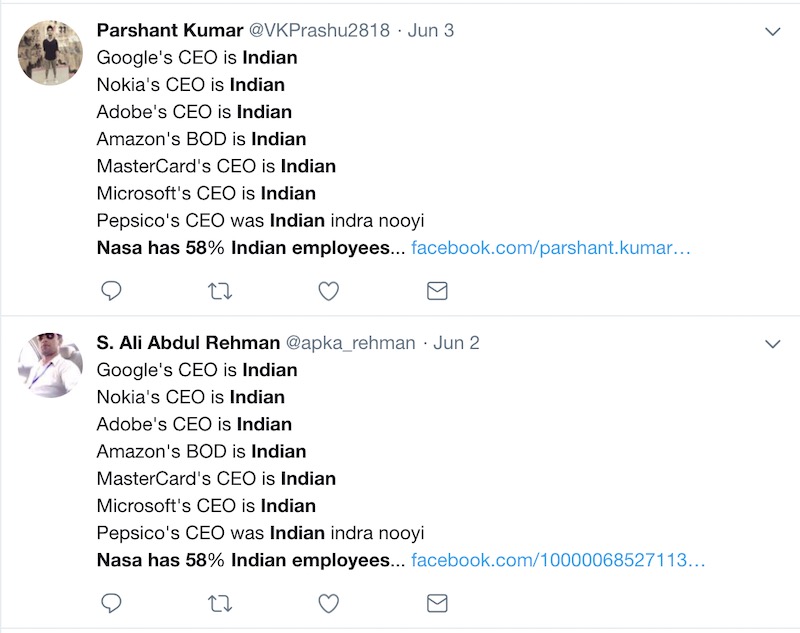 Parshant Kumar @VKPrashu2818 · Jun 3
Google's CEO is Indian
Nokia's CEO is Indian
Adobe's CEO is Indian
Amazon's BOD is Indian
MasterCard's CEO is Indian
Microsoft's CEO is Indian
Pepsico's CEO was Indian indra nooyi
Nasa has 58% Indian employees... facebook.com/parshant.kumar…
S. Ali Abdul Rehman @apka_rehman · Jun 2
Google's CEO is Indian
Nokia's CEO is Indian
Adobe's CEO is Indian
Amazon's BOD is Indian
MasterCard's CEO is Indian
Microsoft's CEO is Indian
Pepsico's CEO was Indian indra nooyi
Nasa has 58% Indian employees... facebook.com/10000068527113…